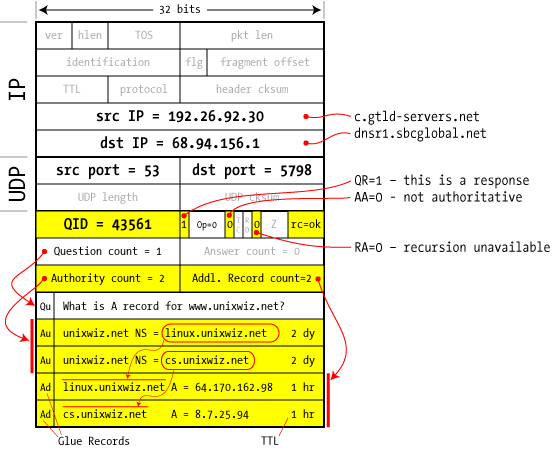 32 bits
ver hlen TOS pkt len
identification flg fragment offset
TTL protocol header cksum
IP
src IP = 192.26.92.30
c.gtld-servers.net
dst IP = 68.94.156.1
dnsr1.sbcglobal.net
UDP
src port = 53 dst port = 5798
UDP length UDP cksum
QR=1 – this is a response
AA=0 - not authoritative
QID = 43561 1 Op=0 0 TC RD 0 Z rc=ok
RA=0 – recursion unavailable
Question count = 1 Answer count = 0
Authority count = 2 Addl. Record count=2
Qu What is A record for www.unixwiz.net?
Au unixwiz.net NS = linux.unixwiz.net 2 dy
Au unixwiz.net NS = cs.unixwiz.net 2 dy
Ad linux.unixwiz.net A = 64.170.162.98 1 hr
Ad cs.unixwiz.net A = 8.7.25.94 1 hr
Glue Records TTL